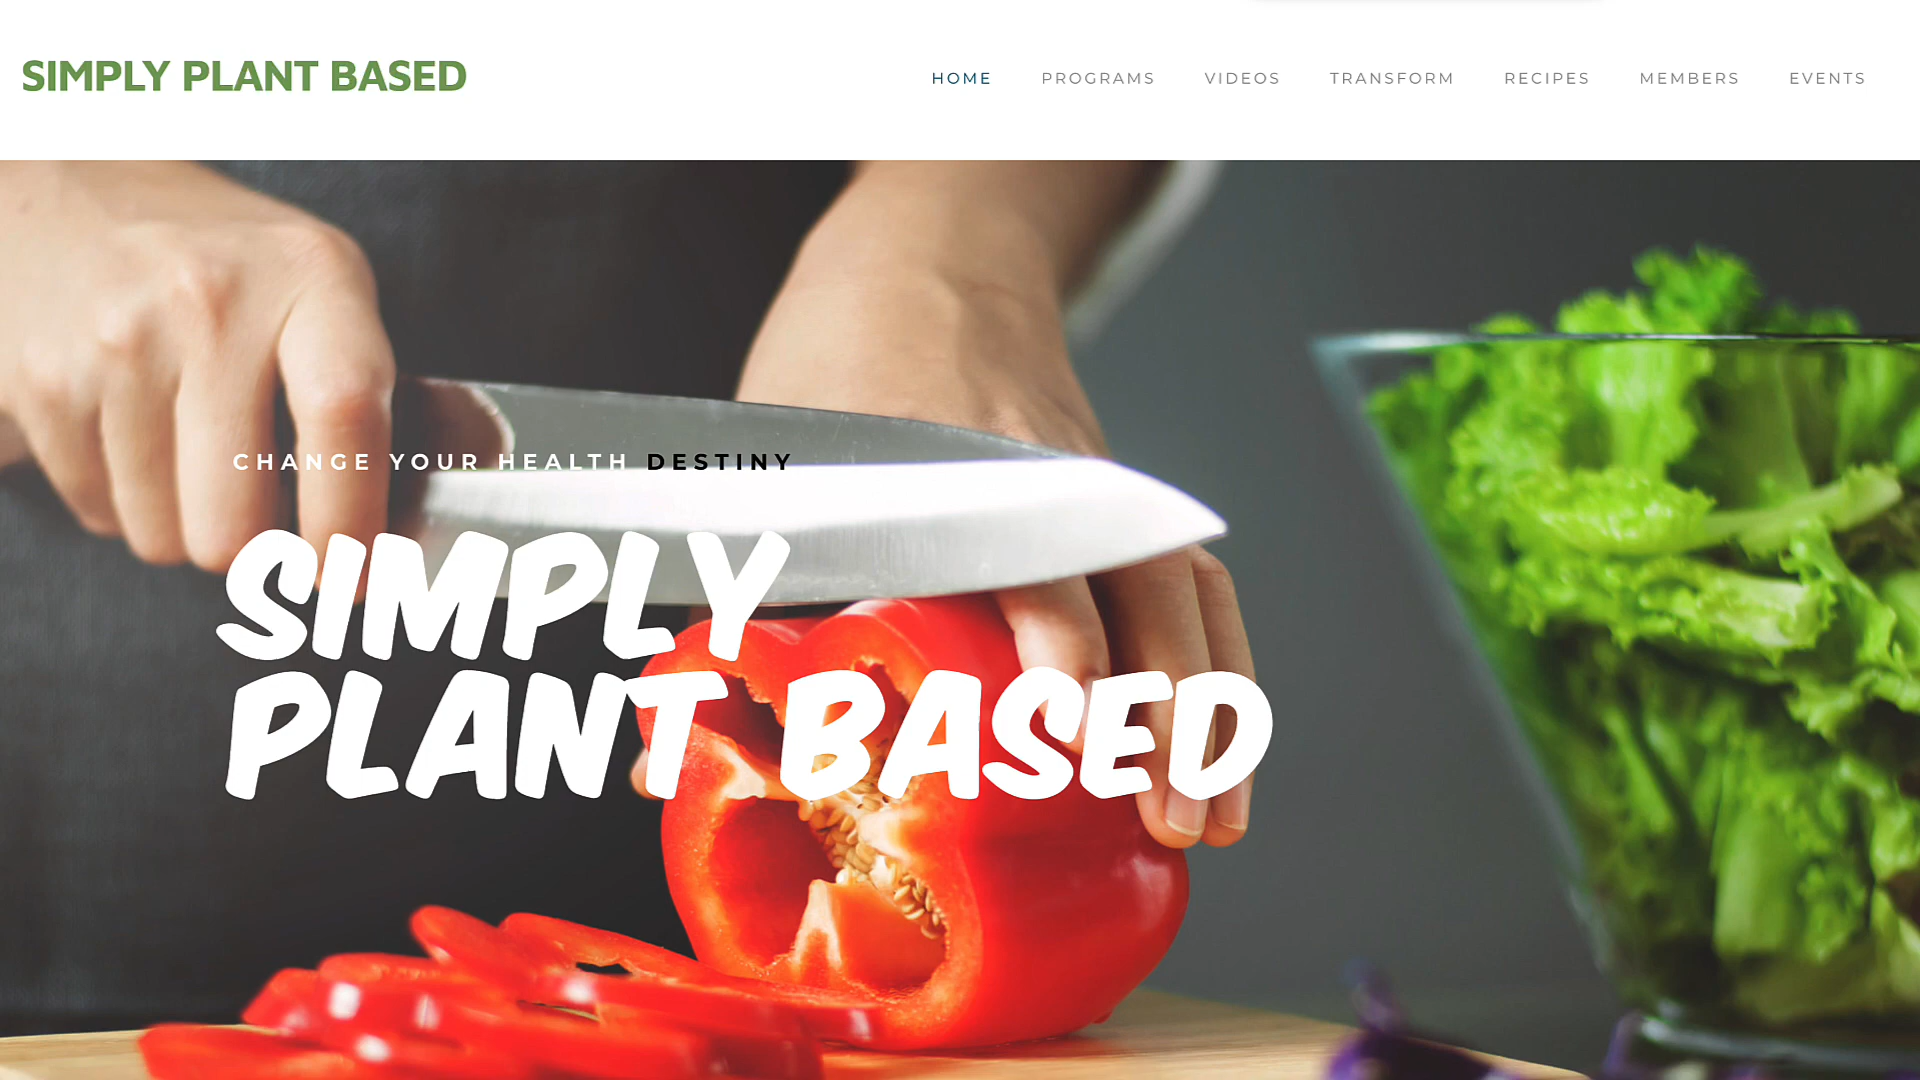 SIMPLY PLANT BASED
HOME PROGRAMS VIDEOS TRANSFORM RECIPES MEMBERS EVENTS
CHANGE YOUR HEALTH DESTINY
SIMPLY
PLANT BASED